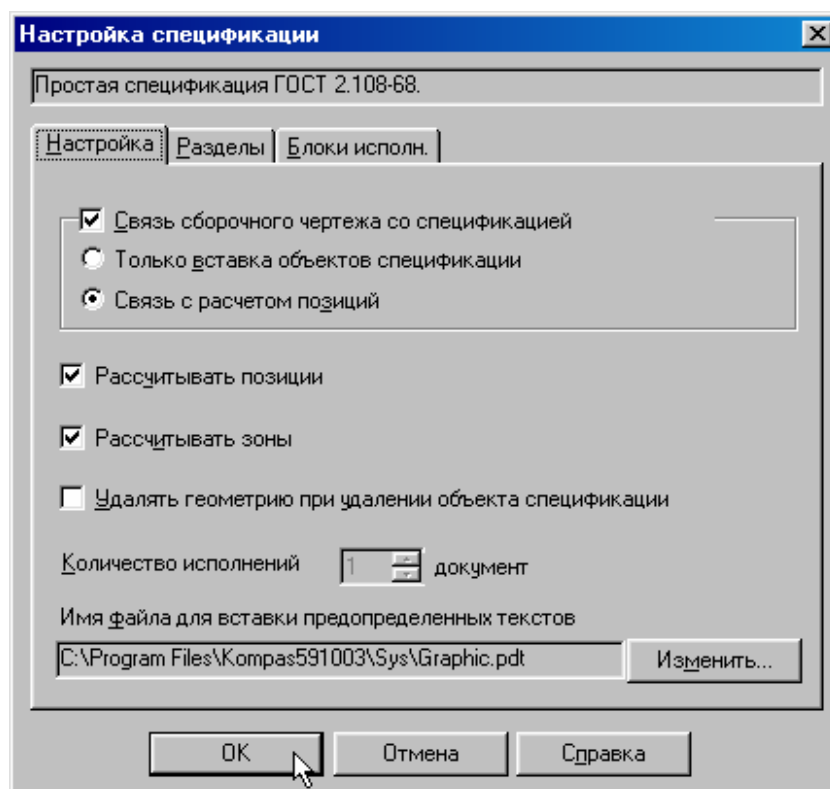 Настройка спецификации
Простая спецификация ГОСТ 2.108-68.
Настройка Разделы Блоки исполн.
Связь сборочного чертежа со спецификацией
Только вставка объектов спецификации
Связь с расчетом позиций
Рассчитывать позиции
Рассчитывать зоны
Удалять геометрию при удалении объекта спецификации
Количество исполнений 1 документ
Имя файла для вставки предопределенных текстов
C:\Program Files\Kompas591003\Sys\Graphic.pdt Изменить...
OK Отмена Справка